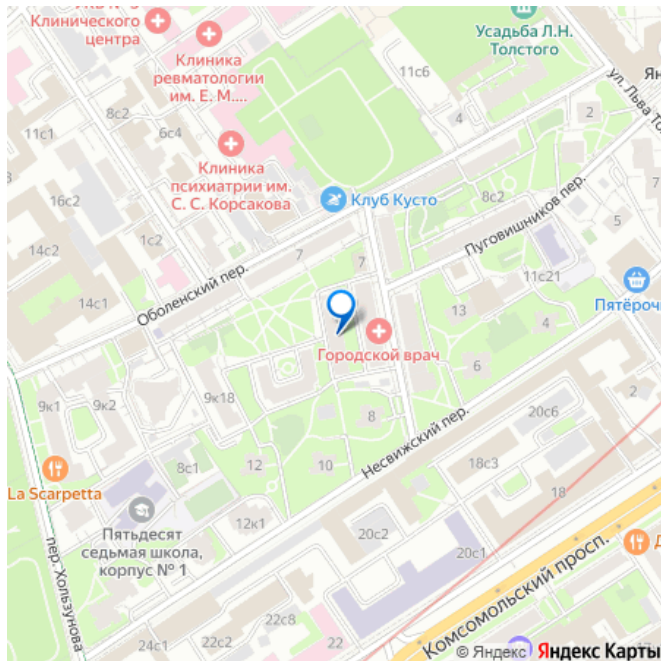 Клинического
центра
Клиника
ревматологии
им. Е. М....
Усадьба Л.Н.
Толстого
11с6
ул. Льва То
Ян
2
4
8с2
6с4
11с1
Клиника
психиатрии им.
С. С. Корсакова
16с2
Клуб Кусто
8с2
Пуговишников пер.
5
1с2
14с2
7
7
14с1
Оболенский пер.
11с21
Пятёроч
13
4
Городской врач
6
9к1
9к2
9к18
8
2
Несвижский пер.
20с6
12
10
8с1
La Scarpetta
18с3
18
Пятьдесят
седьмая школа,
корпус № 1
12к1
20с2
20с1
Комсомольский просп.
Д
пер. Хользунова
22с8
24с1
22с2
22
© Яндекс
Яндекс Карты